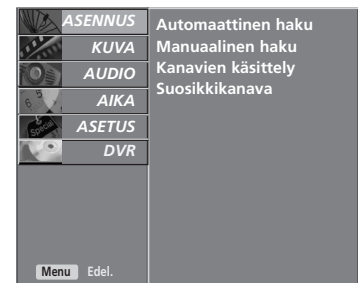 ASENNUS
KUVA
AUDIO
AIKA
ASETUS
DVR
Automaattinen haku
Manuaalinen haku
Kanavien käsittely
Suosikkikanava
Menu Edel.